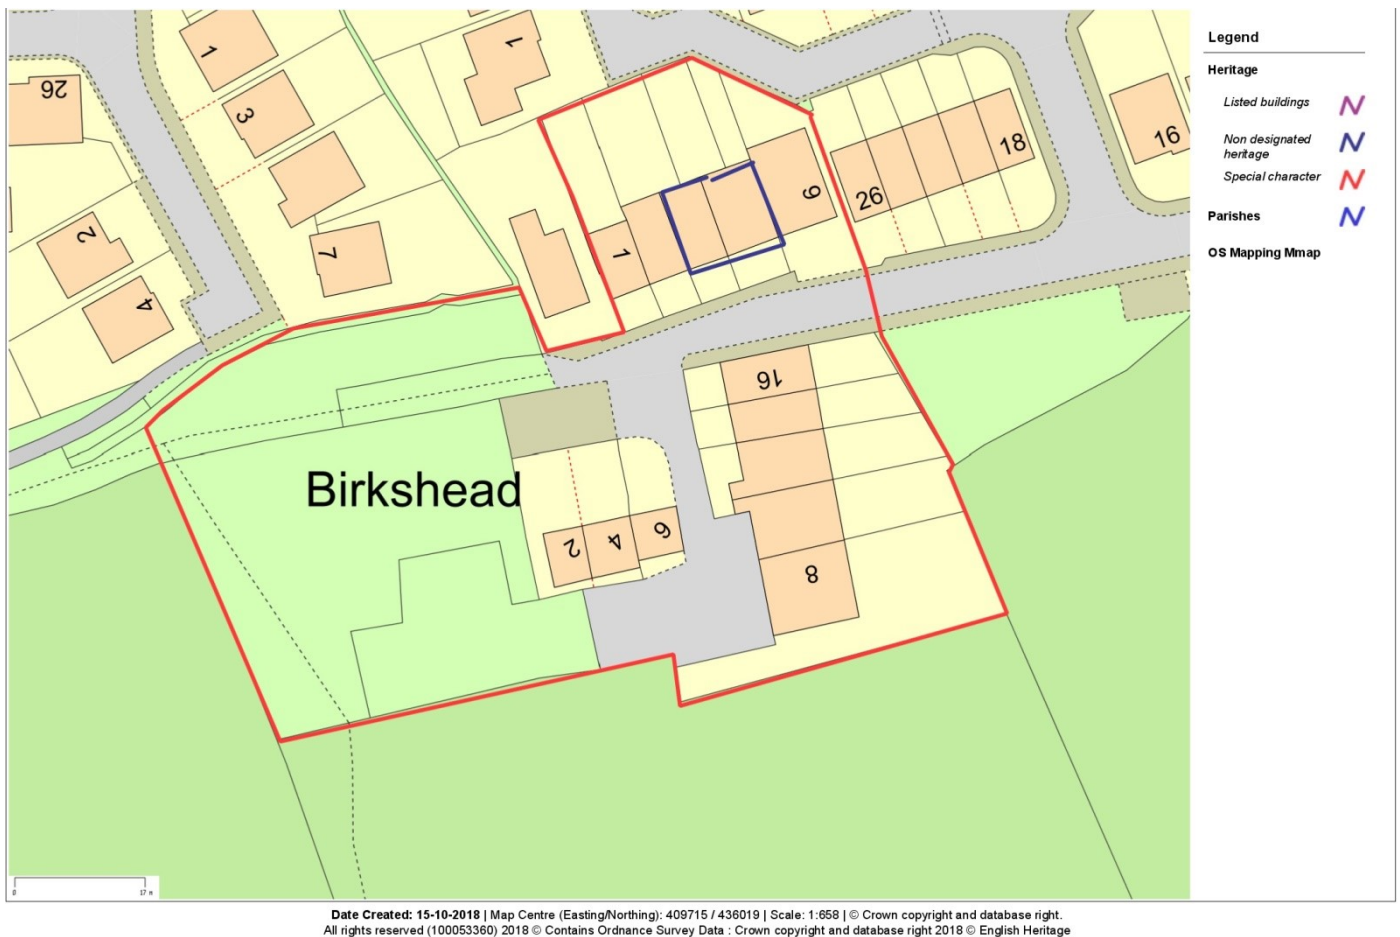 Legend
Heritage
Listed buildings
Non designated
heritage
Special character
Parishes
OS Mapping Mmap
26
1
3
2
7
4
1
1
9
26
18
16
16
Birkshead
2
4
6
8
0
17 m
Date Created: 15-10-2018 | Map Centre (Easting/Northing): 409715 / 436019 | Scale: 1:658 | © Crown copyright and database right.
All rights reserved (100053360) 2018 © Contains Ordnance Survey Data : Crown copyright and database right 2018 © English Heritage